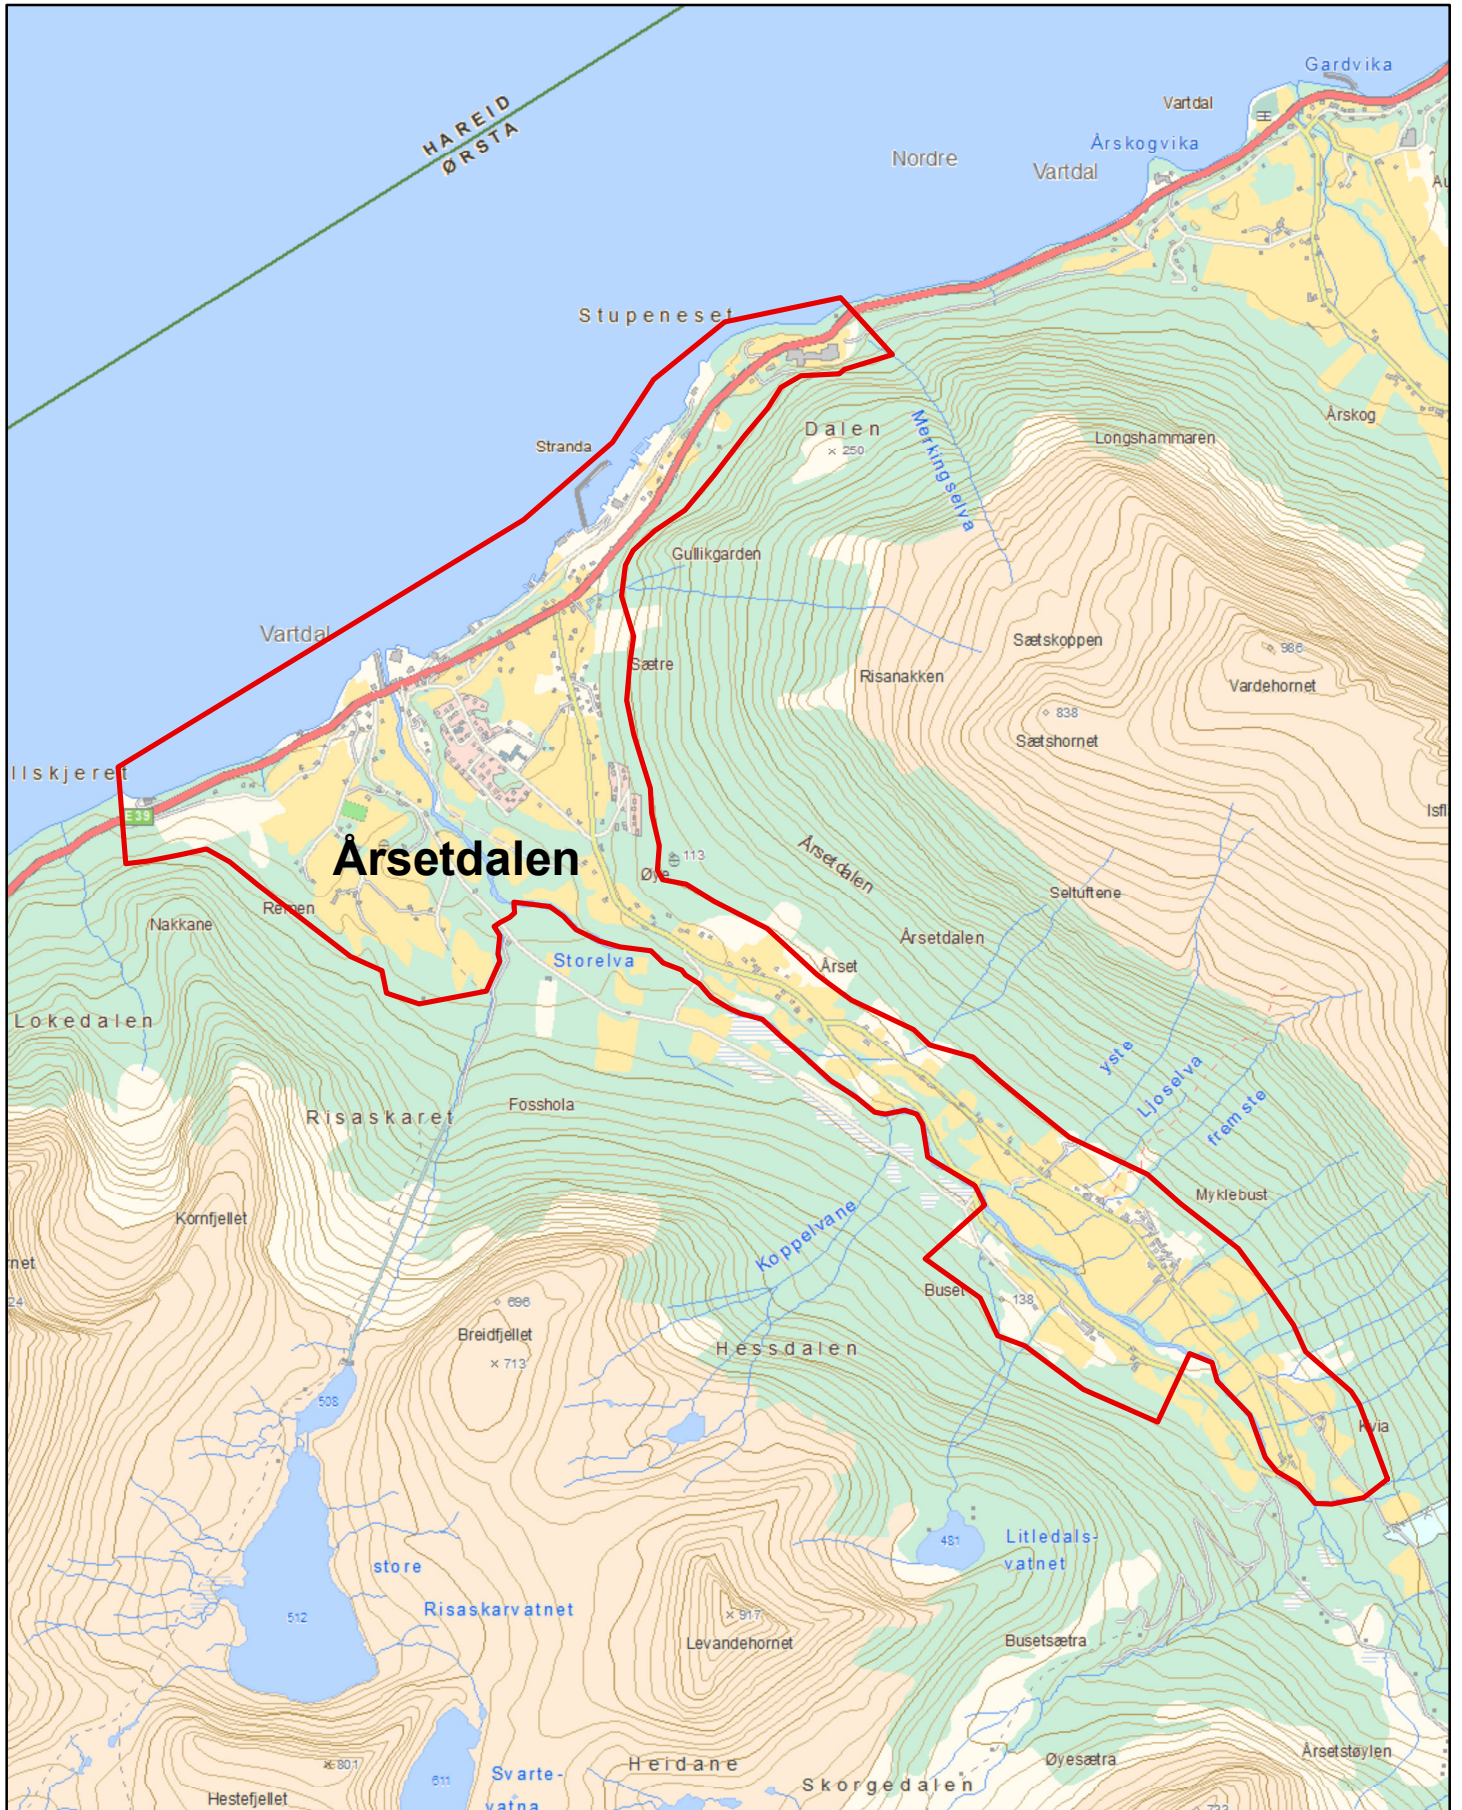 Gardvika
Vartdal
HAREID
ØRSTA
Årskogvika
Nordre
Vartdal
Stupeneset
Årskog
Dalen
Longshammaren
× 250
Stranda
Merkingselva
Gullikgarden
Vartdal
Sætskoppen
986
Sætre
Risanakken
Vardehornet
838
Sætshornet
llskjeret
E39
Isfl
Årsetdalen
113
Øye
Årsetdalen
Seltuftene
Remen
Nakkane
Årsetdalen
Storelva
Årset
Lokedalen
yste
Ljoselva
fremste
Risaskaret
Fosshola
Myklebust
Kornfjellet
Koppelvane
net
24
Buset
138
696
Breidfjellet
× 713
Hessdalen
508
Kvia
481
Litledals-
vatnet
store
Risaskarvatnet
512
× 917
Levandehornet
Busetsætra
Øyesætra
Årsetstøylen
× 801
Heidane
611
Svarte-
vatna
Skorgedalen
Hestefjellet